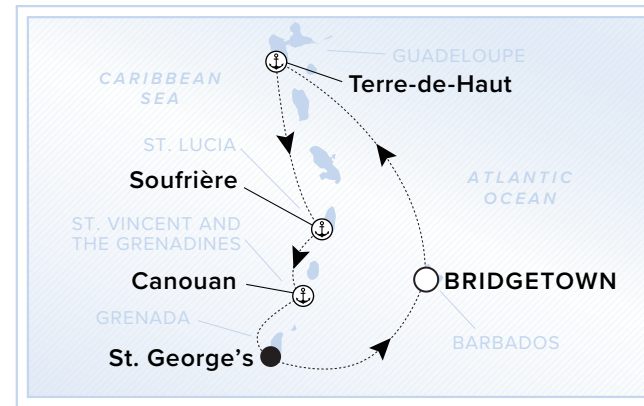 GUADELOUPE
CARIBBEAN
SEA
Terre-de-Haut
ST. LUCIA
Soufrière
ATLANTIC
OCEAN
ST. VINCENT AND
THE GRENADINES
Canouan
BRIDGETOWN
GRENADA
BARBADOS
St. George’s